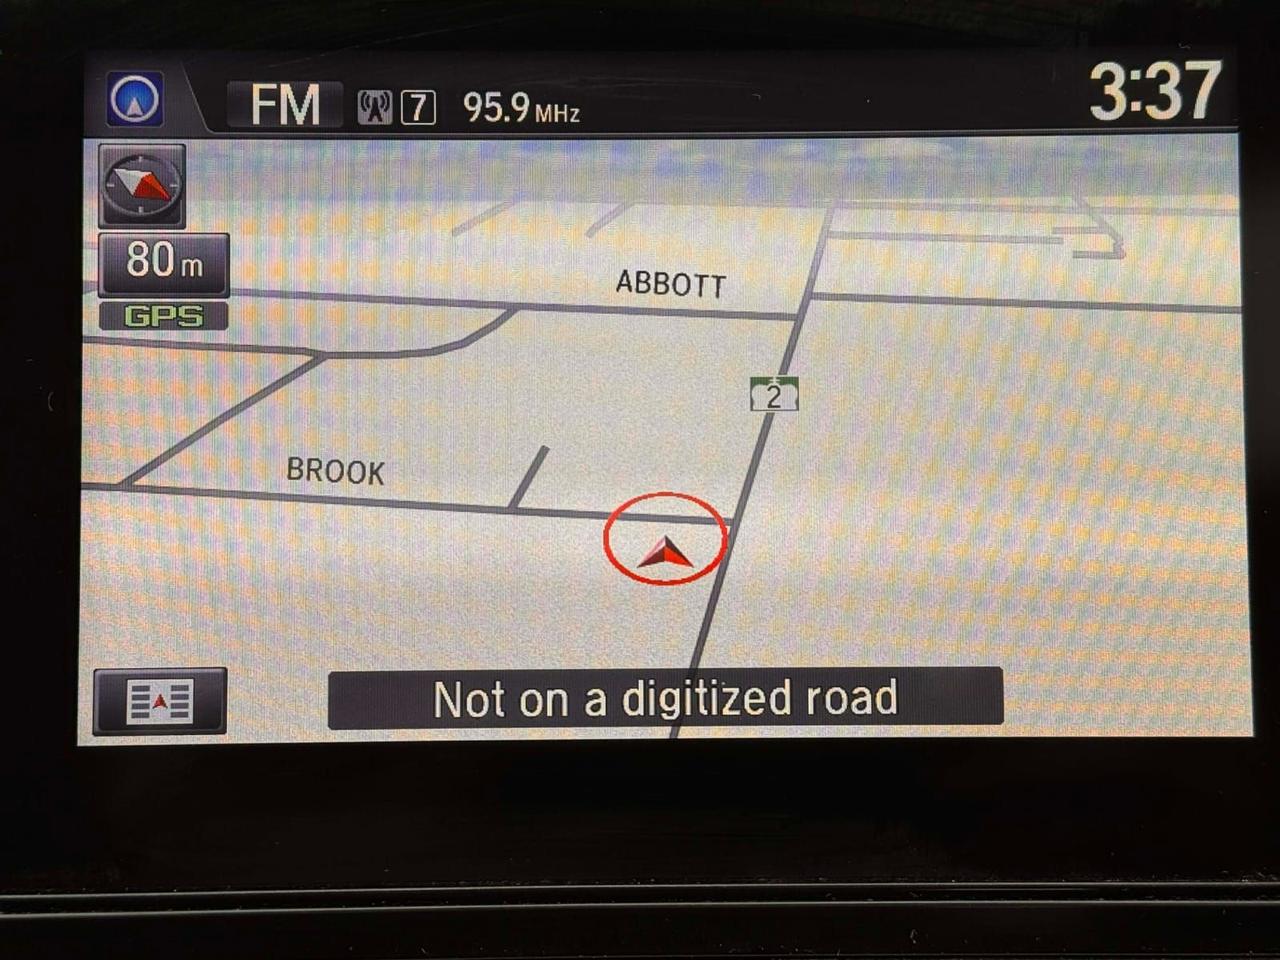 FM 7 95.9 MHz 3:37
80 m
GPS
ABBOTT
2
BROOK
Not on a digitized road